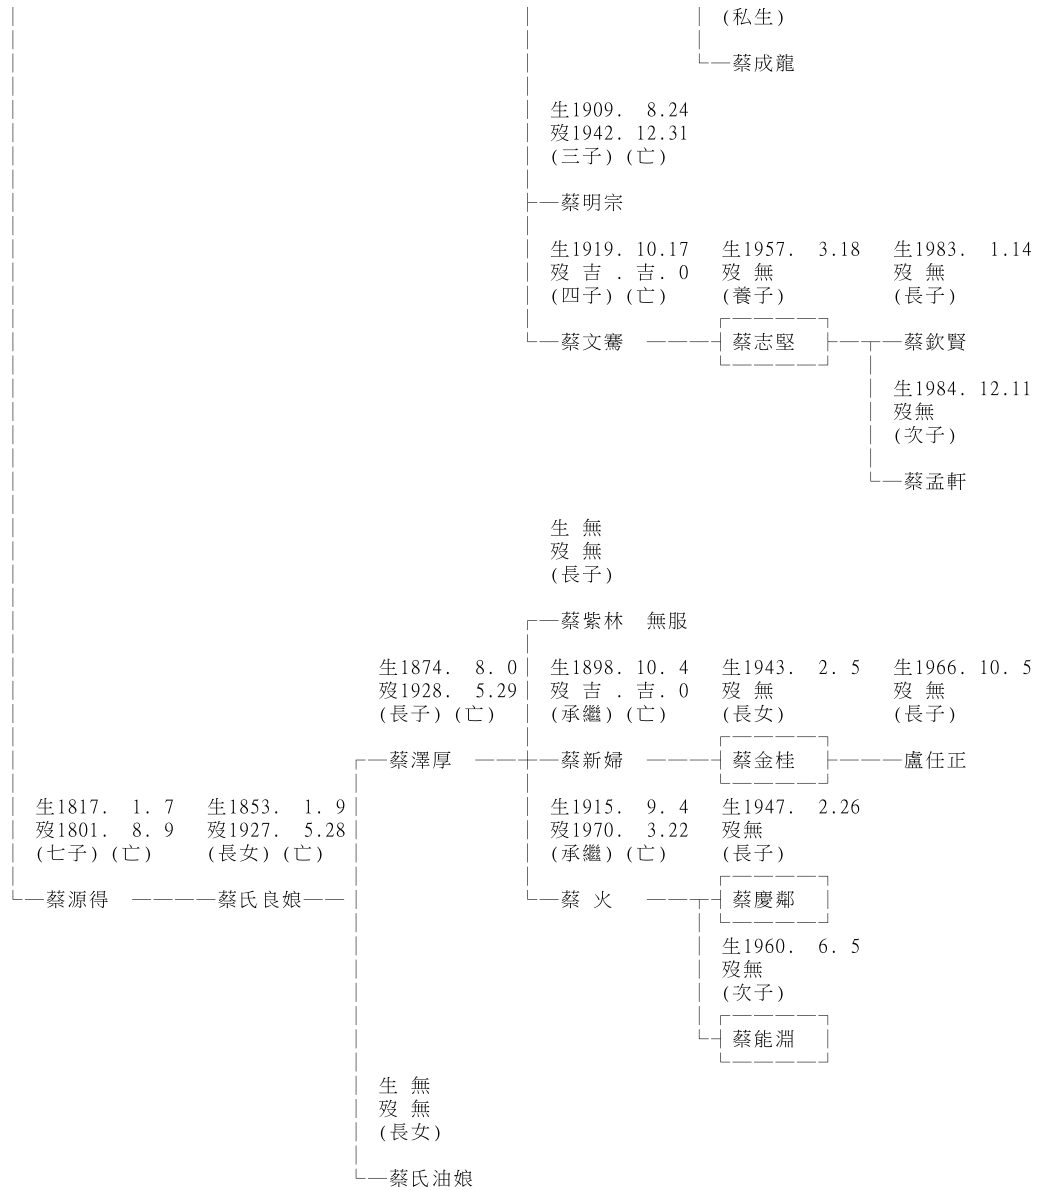 (私生)
蔡成龍
生1909. 8.24
歿1942. 12.31
(三子)(亡)
蔡明宗
生1919. 10.17 生1957. 3.18 生1983. 1.14
歿 吉 . 吉. 0 歿 無 歿 無
(四子)(亡) (養子) (長子)
蔡文騫 蔡志堅 蔡欽賢
生1984. 12.11
歿無
(次子)
蔡孟軒
生 無
歿 無
(長子)
蔡紫林 無服
生1874. 8. 0 生1898. 10. 4 生1943. 2. 5 生1966. 10. 5
歿1928. 5.29 歿 吉 . 吉. 0 歿 無 歿 無
(長子)(亡) (承繼)(亡) (長女) (長子)
蔡澤厚 蔡新婦 蔡金桂 盧任正
生1817. 1. 7 生1853. 1. 9 生1915. 9. 4 生1947. 2.26
歿1801. 8. 9 歿1927. 5.28 歿1970. 3.22 歿無
(七子)(亡) (長女)(亡) (承繼)(亡) (長子)
蔡源得 蔡氏良娘 蔡 火 蔡慶鄰
生1960. 6. 5
歿無
(次子)
蔡能淵
生 無
歿 無
(長女)
蔡氏油娘